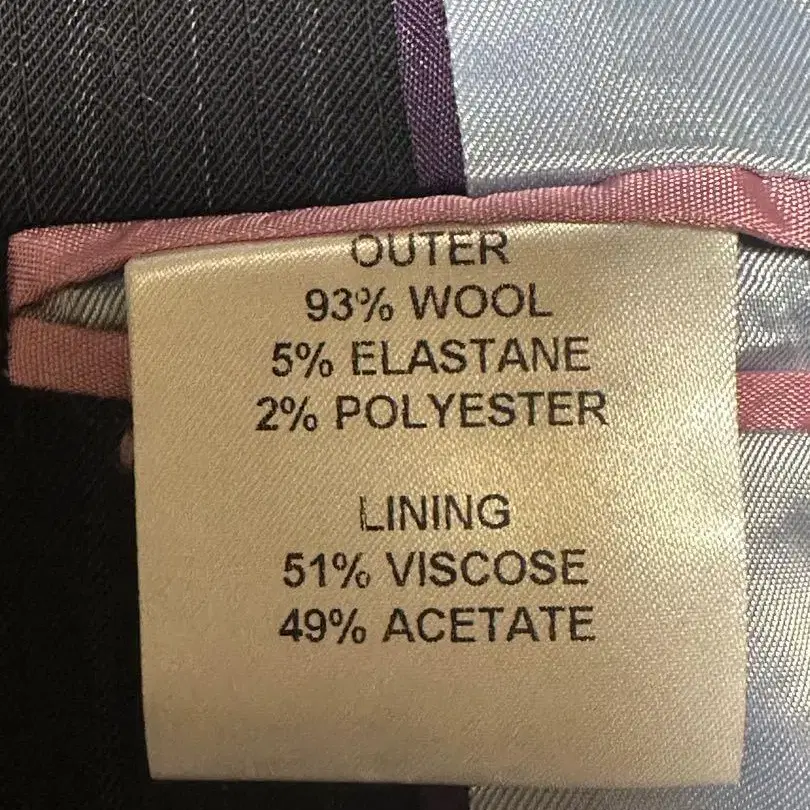 OUTER
93% WOOL
5% ELASTANE
2% POLYESTER
LINING
51% VISCOSE
49% ACETATE